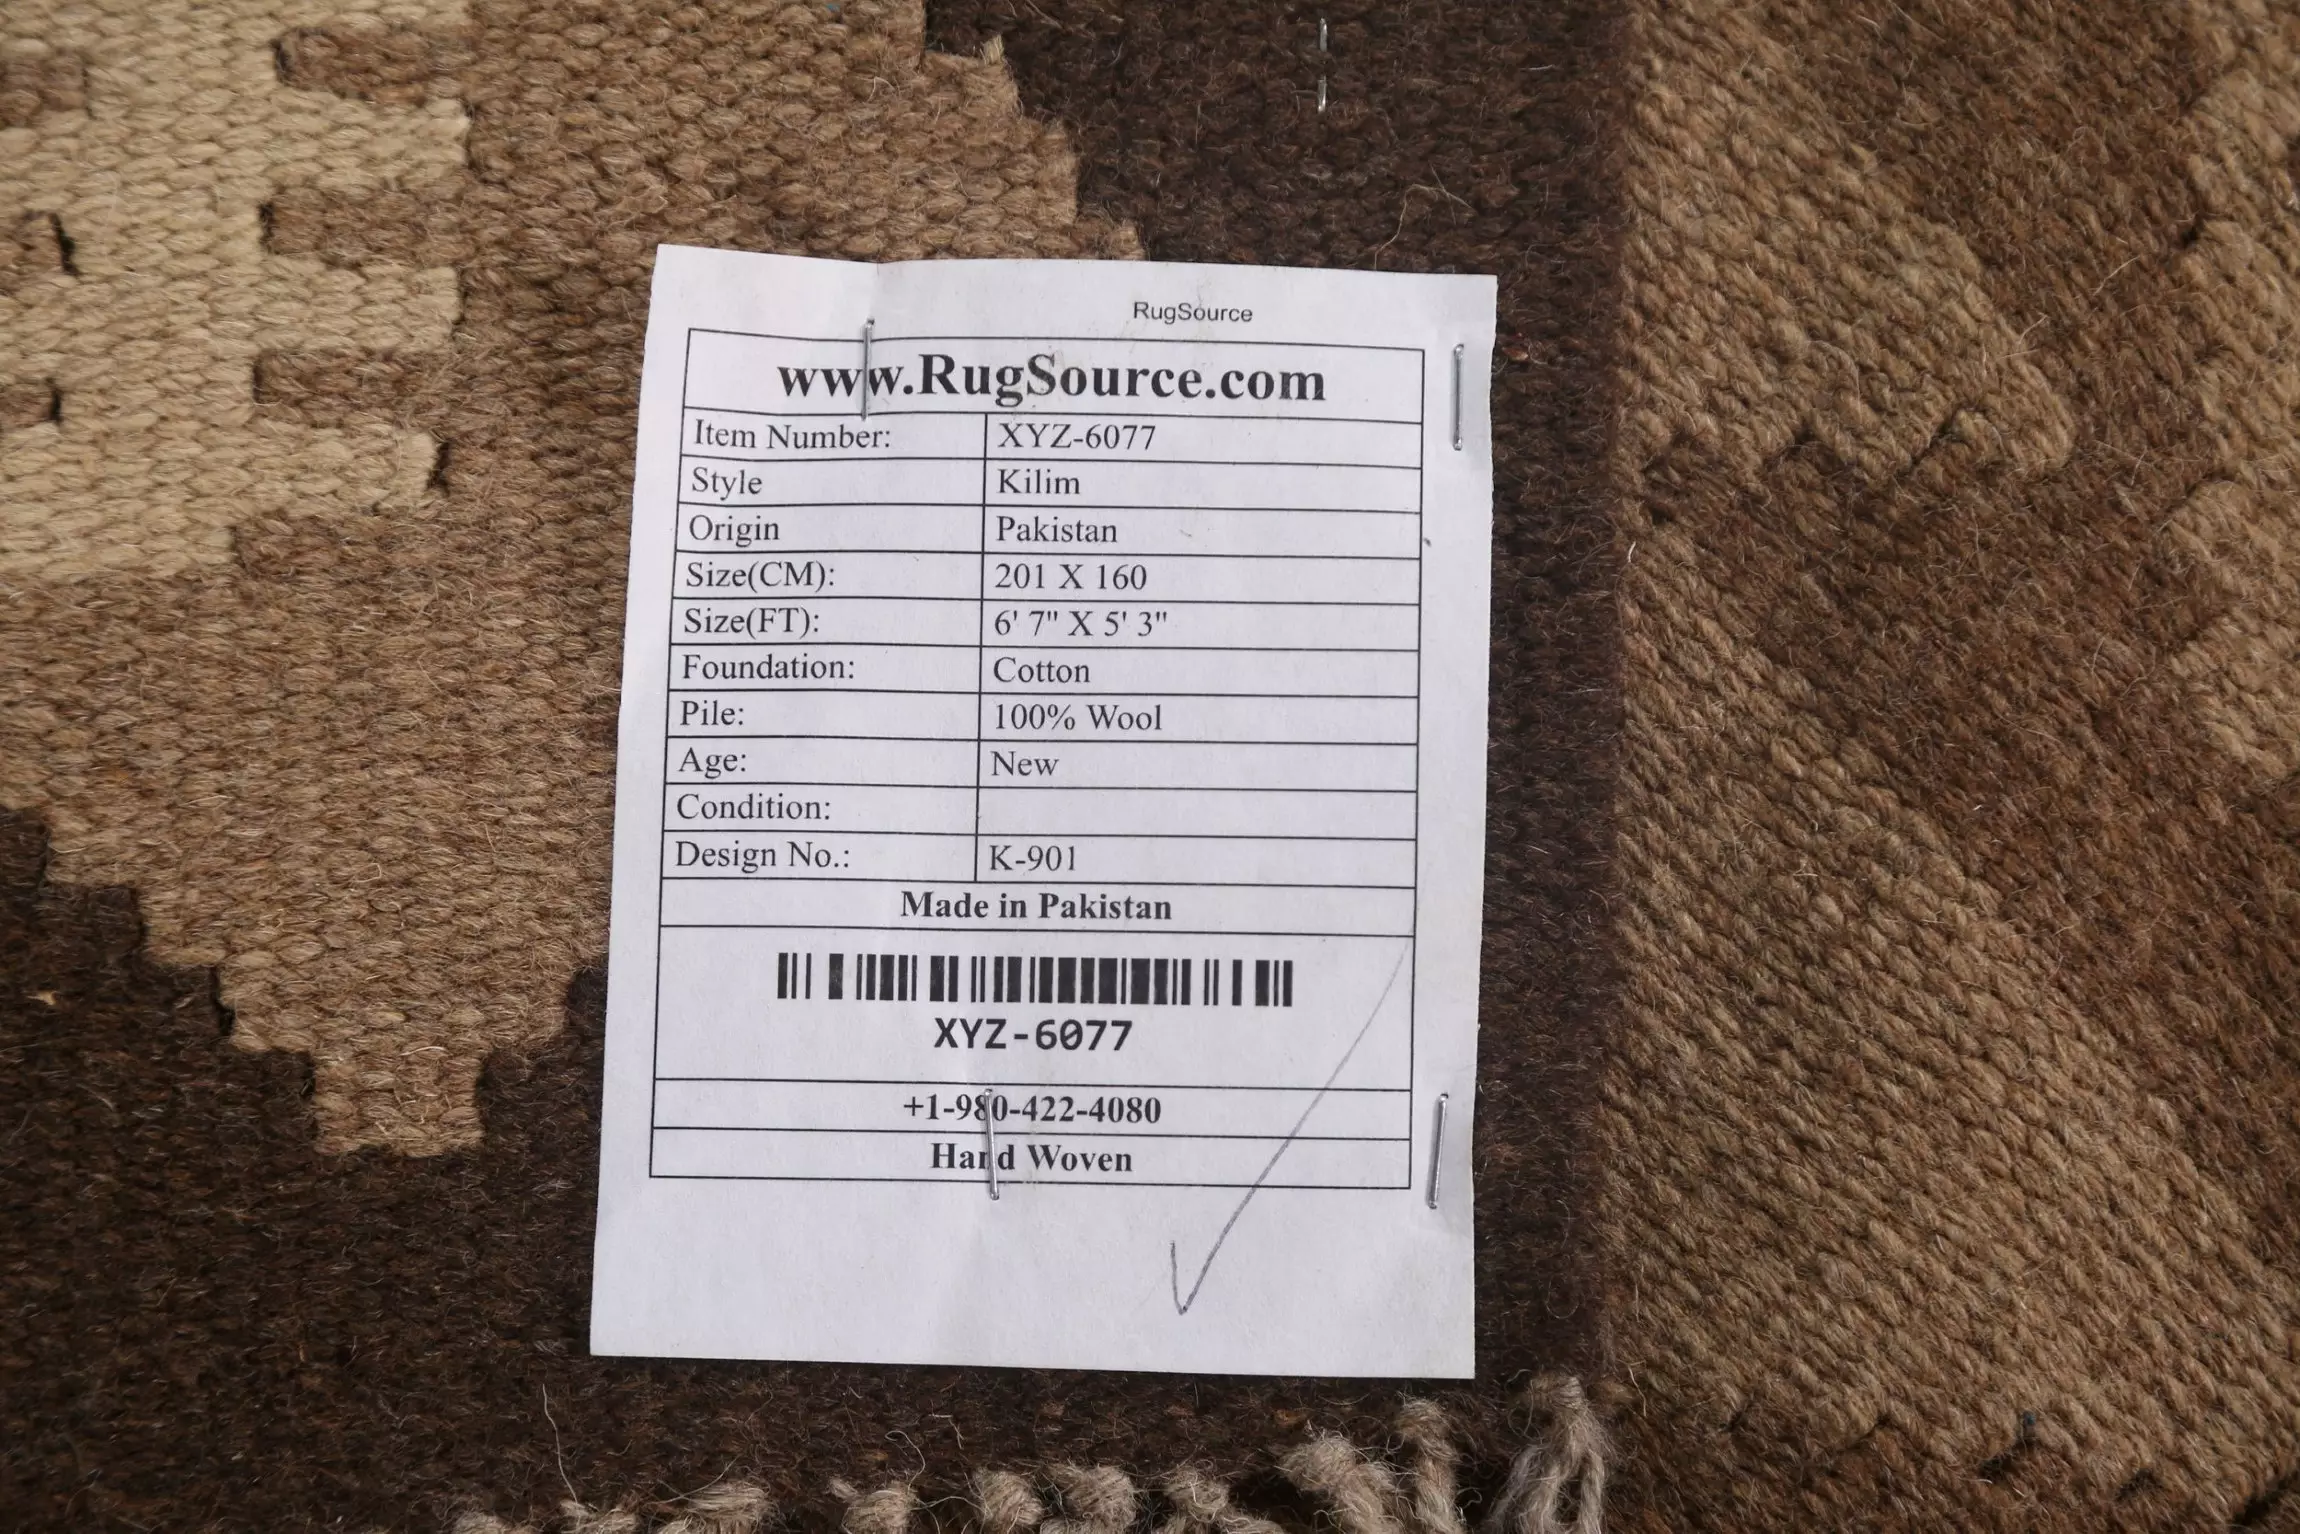 RugSource
www.RugSource.com
Item Number: XYZ-6077
Style Kilim
Origin Pakistan
Size(CM): 201 X 160
Size(FT): 6' 7" X 5' 3"
Foundation: Cotton
Pile: 100% Wool
Age: New
Condition:
Design No.: K-901
Made in Pakistan
XYZ-6077
+1-980-422-4080
Hand Woven